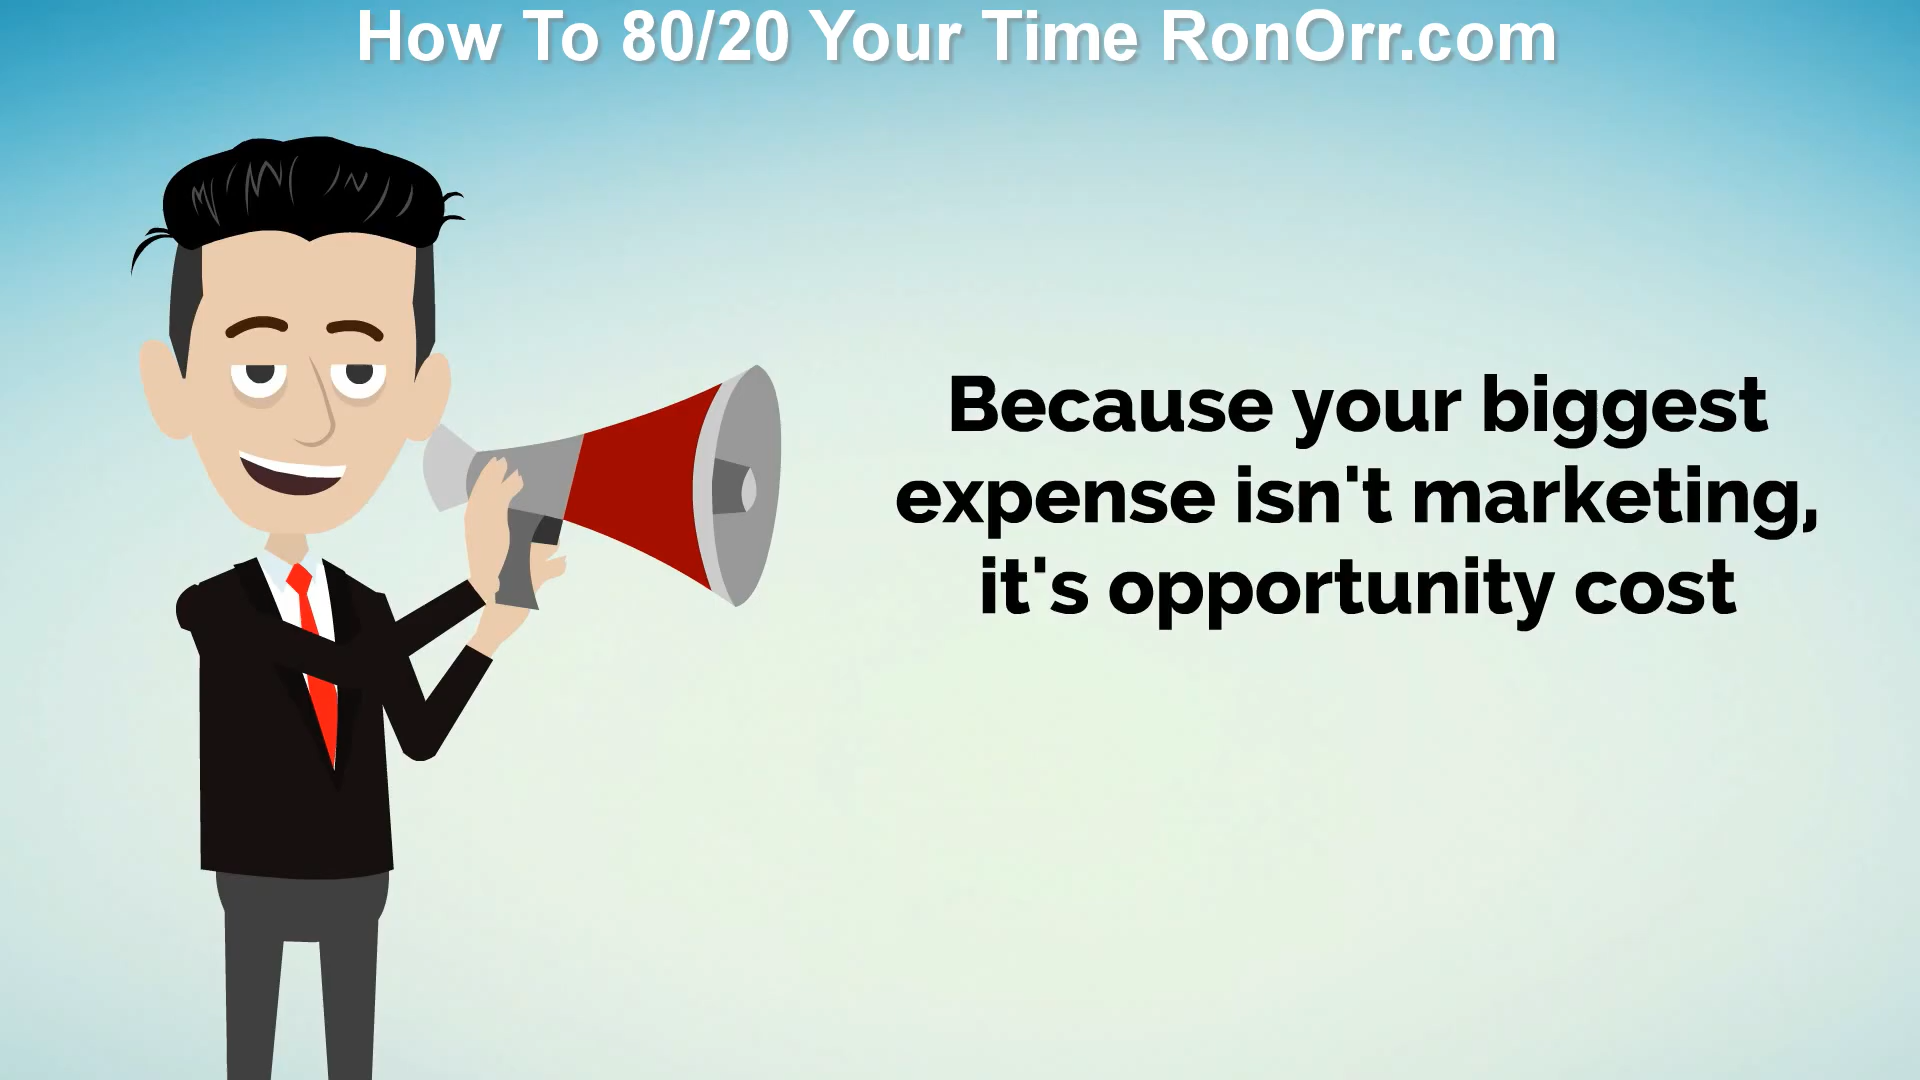 How To 80/20 Your Time RonOrr.com
Because your biggest
expense isn't marketing,
it's opportunity cost